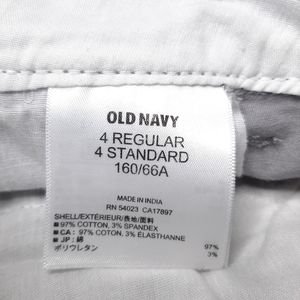 OLD NAVY
4 REGULAR
4 STANDARD
160/66A
MADE IN INDIA
RN 54023 CA17897
SHELL/EXTÉRIEUR/表地/面料
■97% COTTON, 3% SPANDEX
■CA: 97% COTON, 3% ÉLASTHANNE
■JP: 綿 97%
ポリウレタン 3%